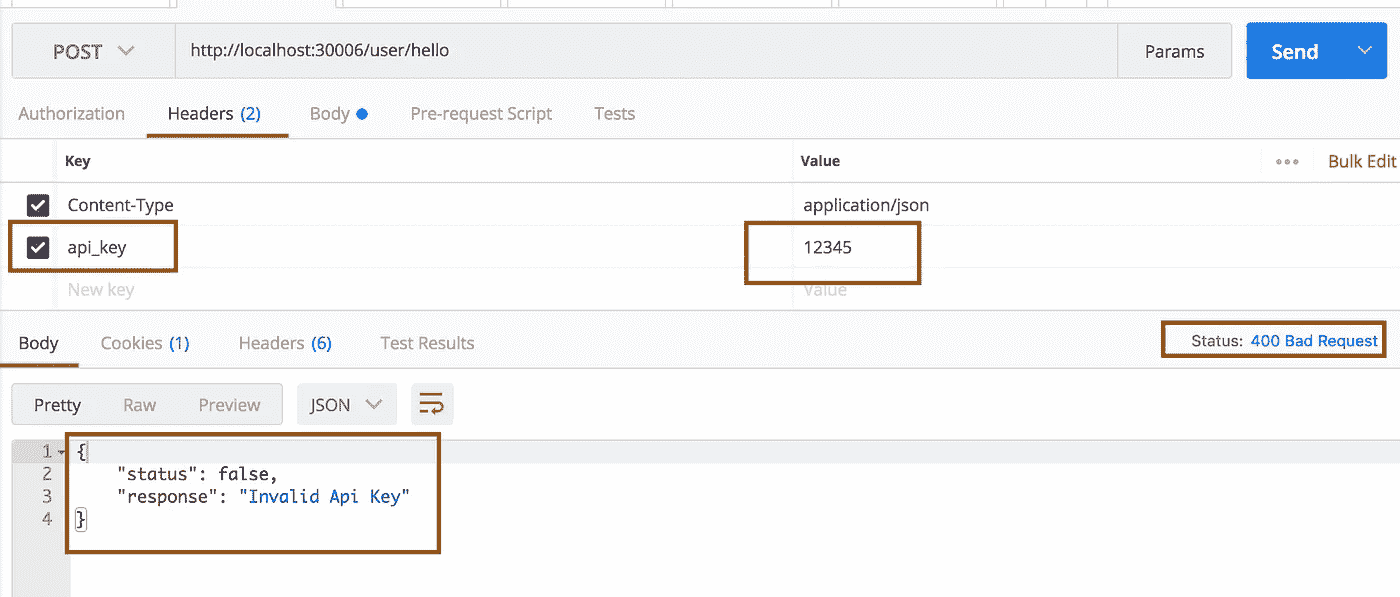 POST http://localhost:30006/user/hello Params Send
Authorization Headers (2) Body Pre-request Script Tests
Key Value Bulk Edit
Content-Type application/json
api_key 12345
New key Value
Body Cookies (1) Headers (6) Test Results Status: 400 Bad Request
Pretty Raw Preview JSON
1 {
2 "status": false,
3 "response": "Invalid Api Key"
4 }